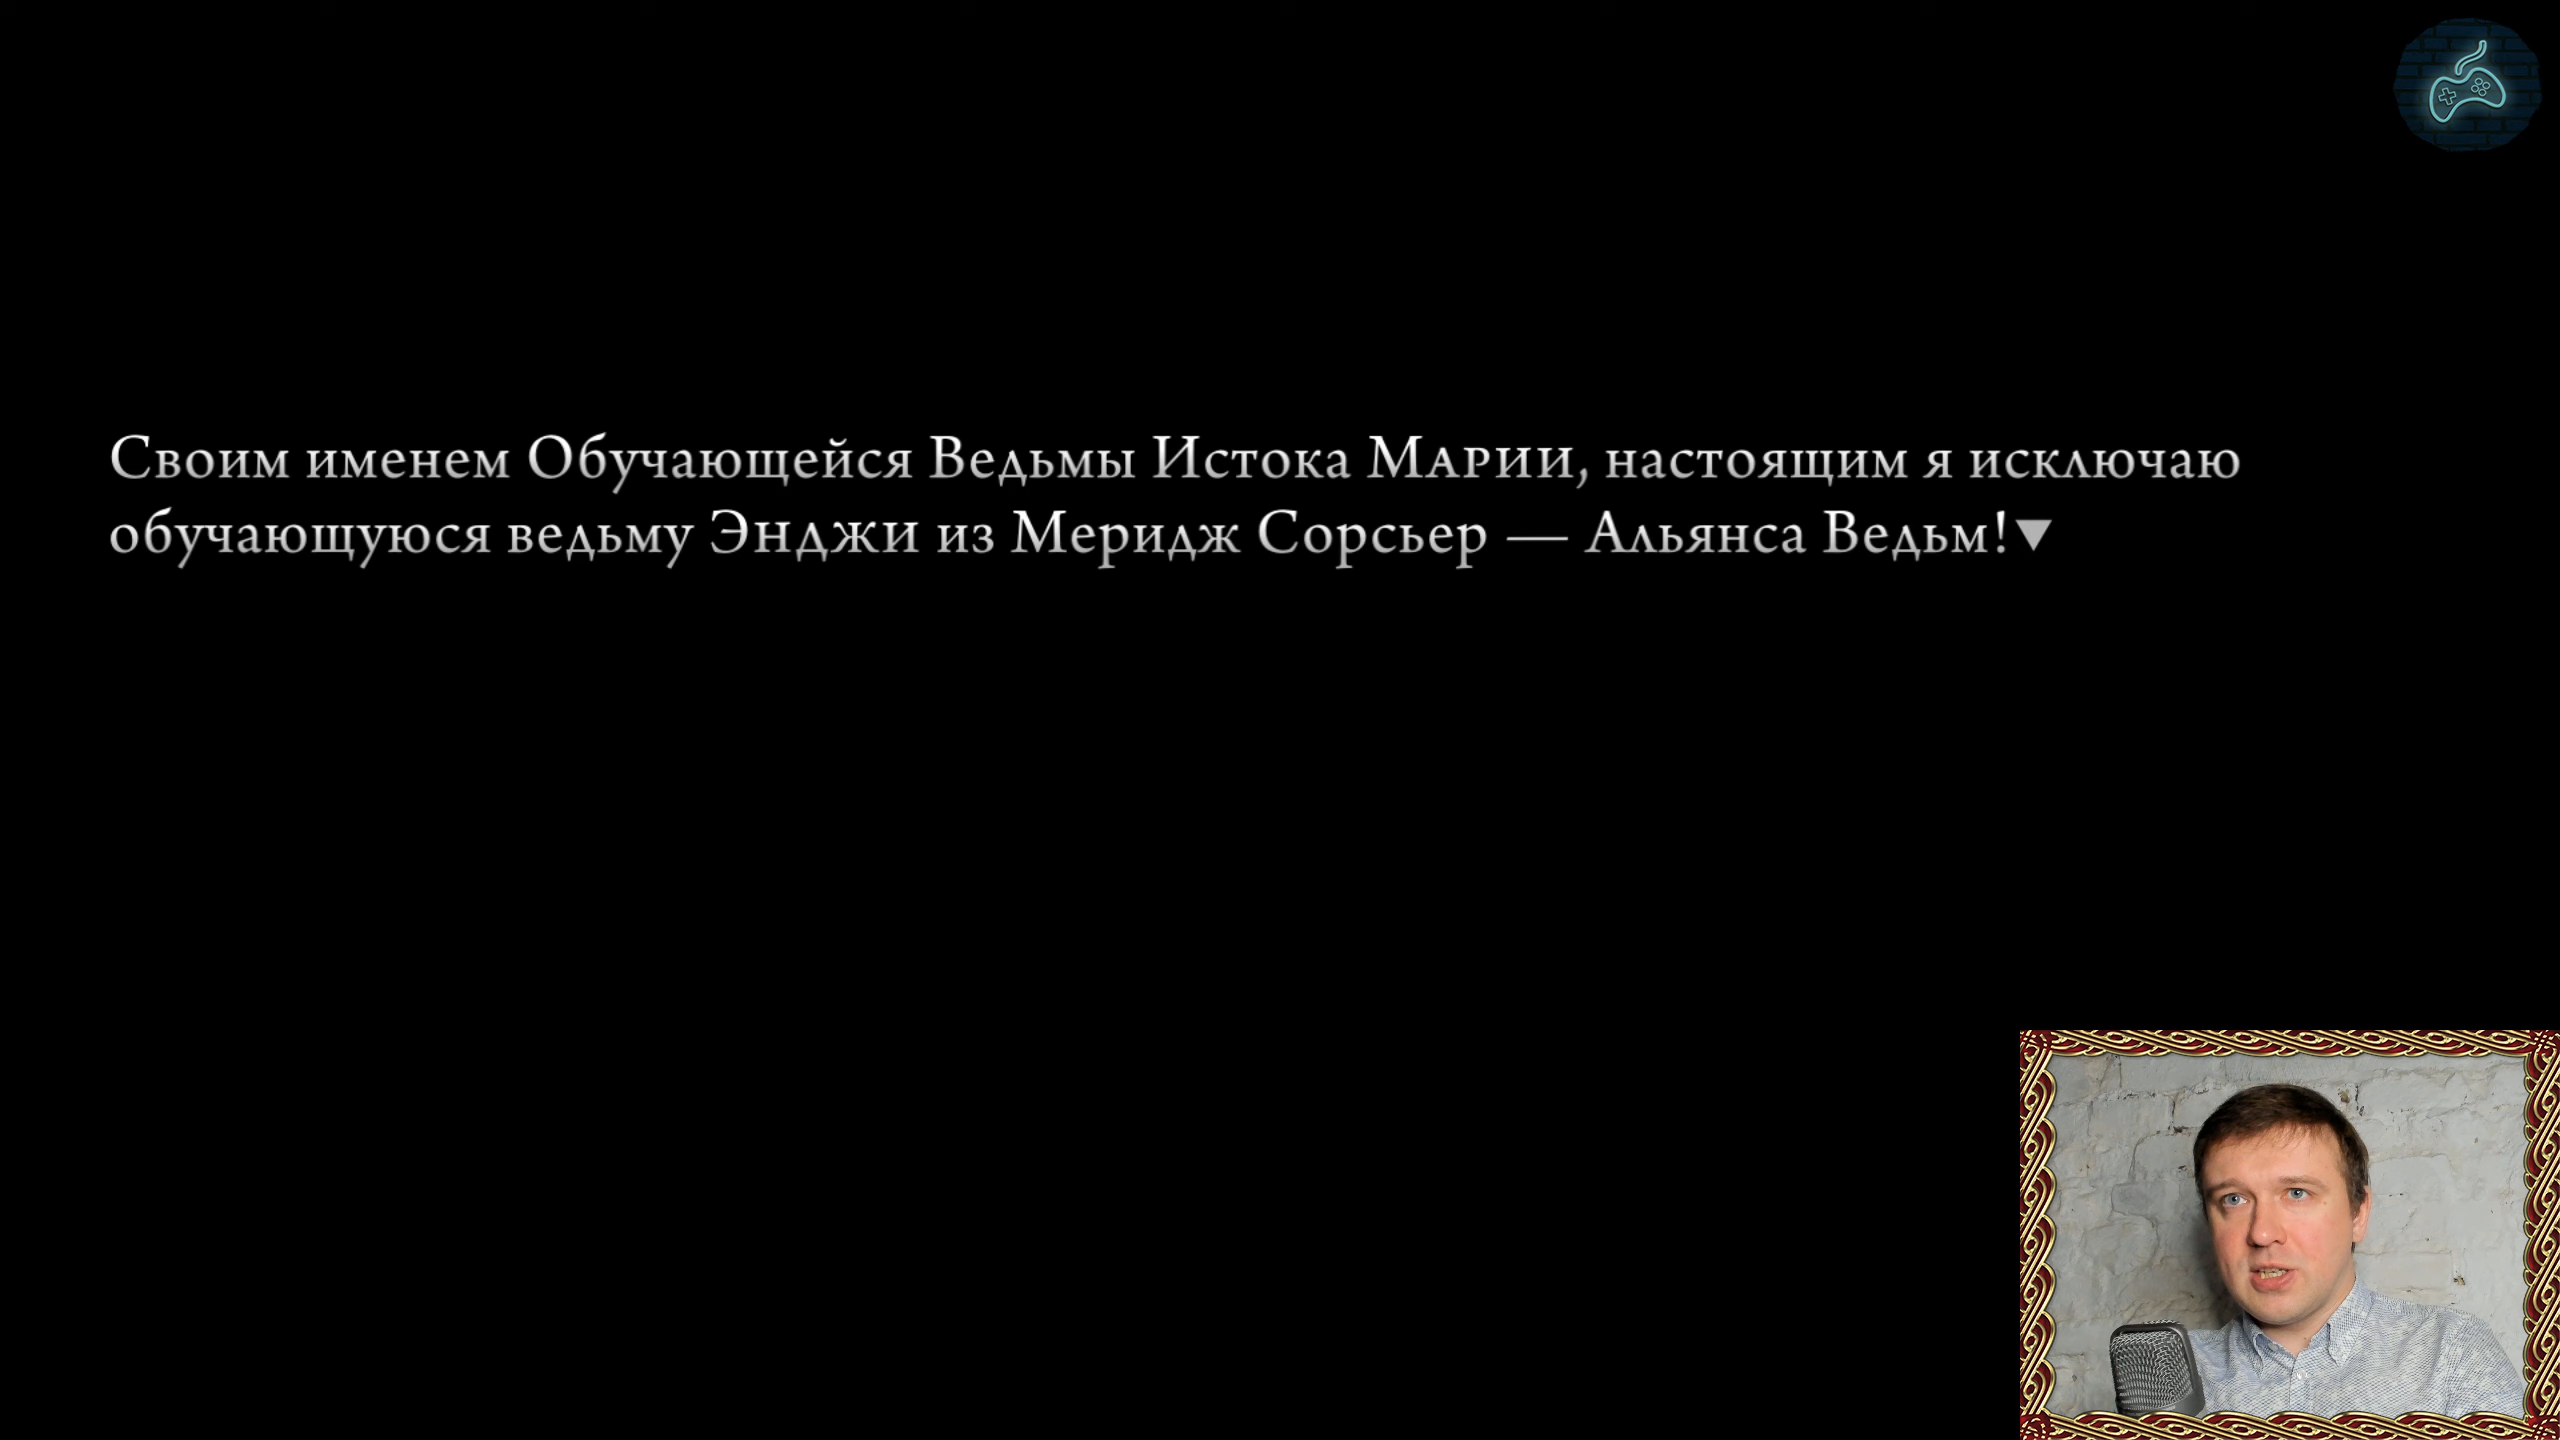 Своим именем Обучающейся Ведьмы Истока МАРИИ, настоящим я исключаю
обучающуюся ведьму ЭНДЖИ из Меридж Сорсьер — Альянса Ведьм!▼